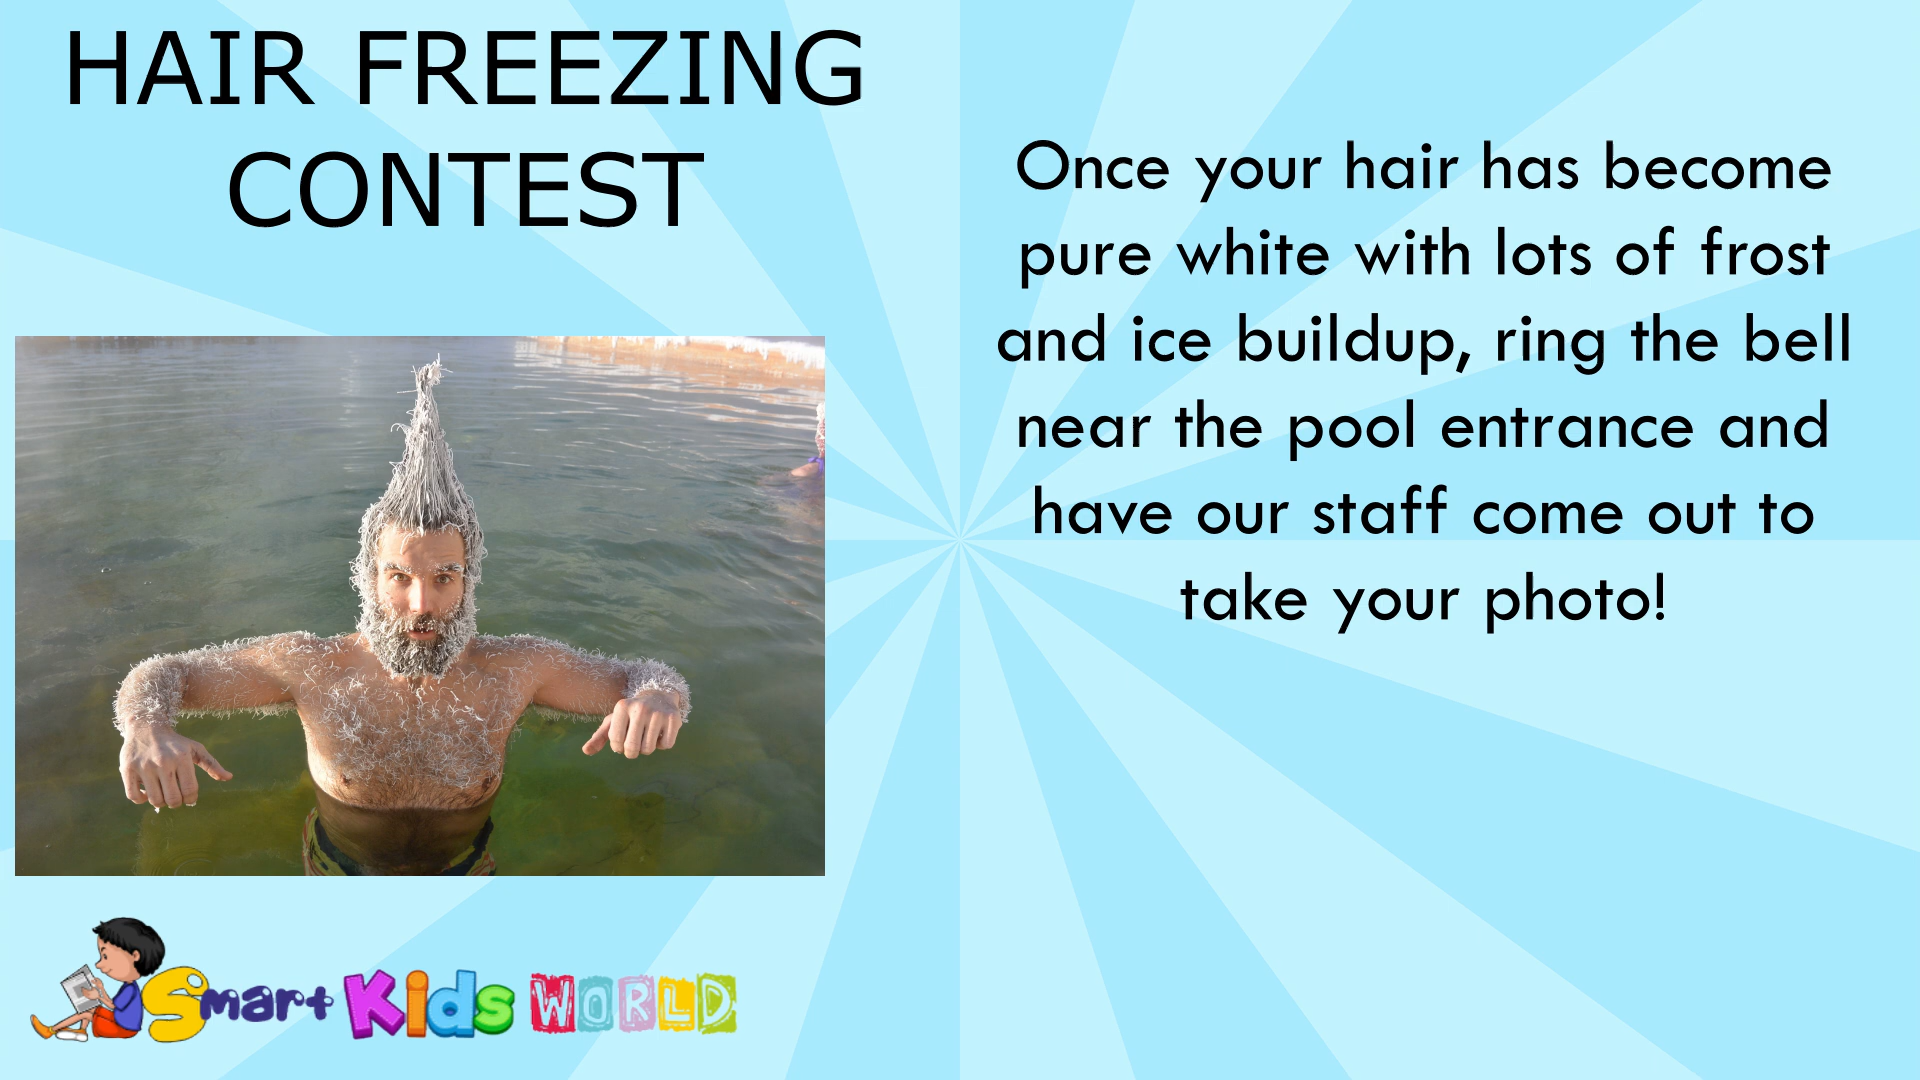 HAIR FREEZING
CONTEST
Once your hair has become
pure white with lots of frost
and ice buildup, ring the bell
near the pool entrance and
have our staff come out to
take your photo!
Smart Kids WORLD